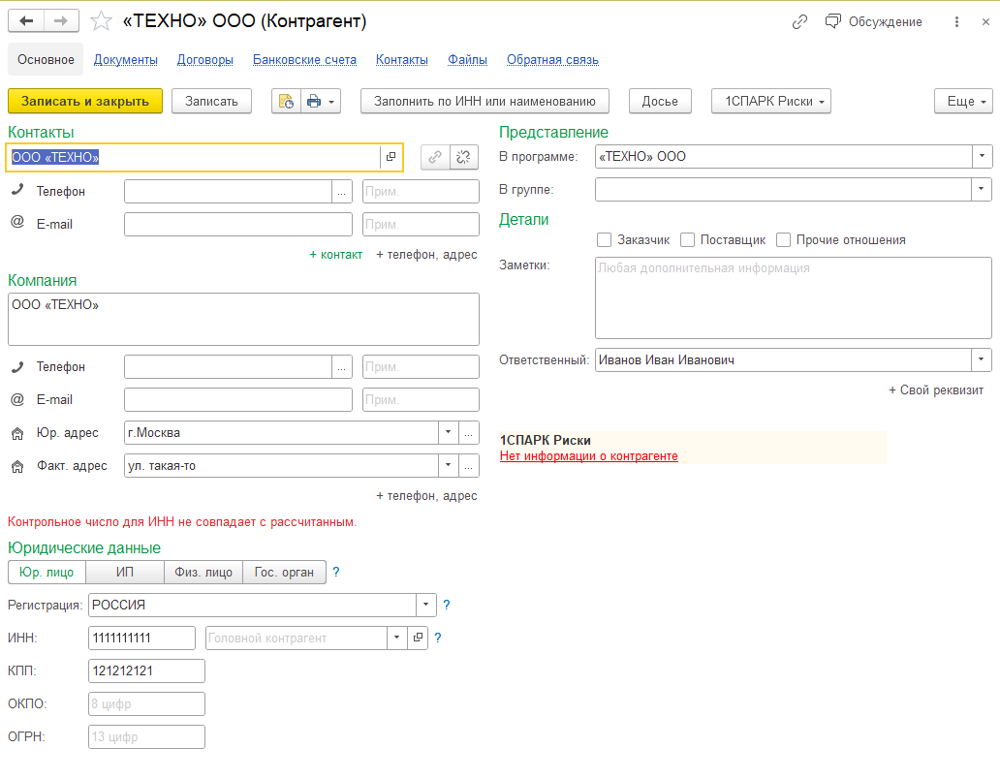 «ТЕХНО» ООО (Контрагент)
Обсуждение
Основное Документы Договоры Банковские счета Контакты Файлы Обратная связь
Записать и закрыть Записать Заполнить по ИНН или наименованию Досье 1СПАРК Риски Еще
Контакты
ООО «ТЕХНО»
Телефон ... Прим.
@ E-mail Прим.
+ контакт + телефон, адрес
Компания
ООО «ТЕХНО»
Телефон ... Прим.
@ E-mail Прим.
Юр. адрес г.Москва ...
Факт. адрес ул. такая-то ...
+ телефон, адрес
Контрольное число для ИНН не совпадает с рассчитанным.
Юридические данные
Юр. лицо ИП Физ. лицо Гос. орган ?
Регистрация: РОССИЯ ?
ИНН: 1111111111 Головной контрагент ?
КПП: 121212121
ОКПО: 8 цифр
ОГРН: 13 цифр
Представление
В программе: «ТЕХНО» ООО
В группе:
Детали
Заказчик Поставщик Прочие отношения
Заметки: Любая дополнительная информация
Ответственный: Иванов Иван Иванович
+ Свой реквизит
1СПАРК Риски
Нет информации о контрагенте